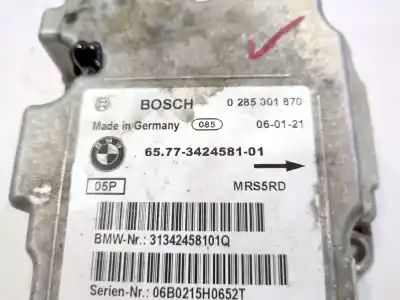 BOSCH 0 285 001 870
Made in Germany 085 06-01-21
65.77-3424581-01
05P MRS5RD
BMW-Nr.: 31342458101Q
Serien-Nr.: 06B0215H0652T